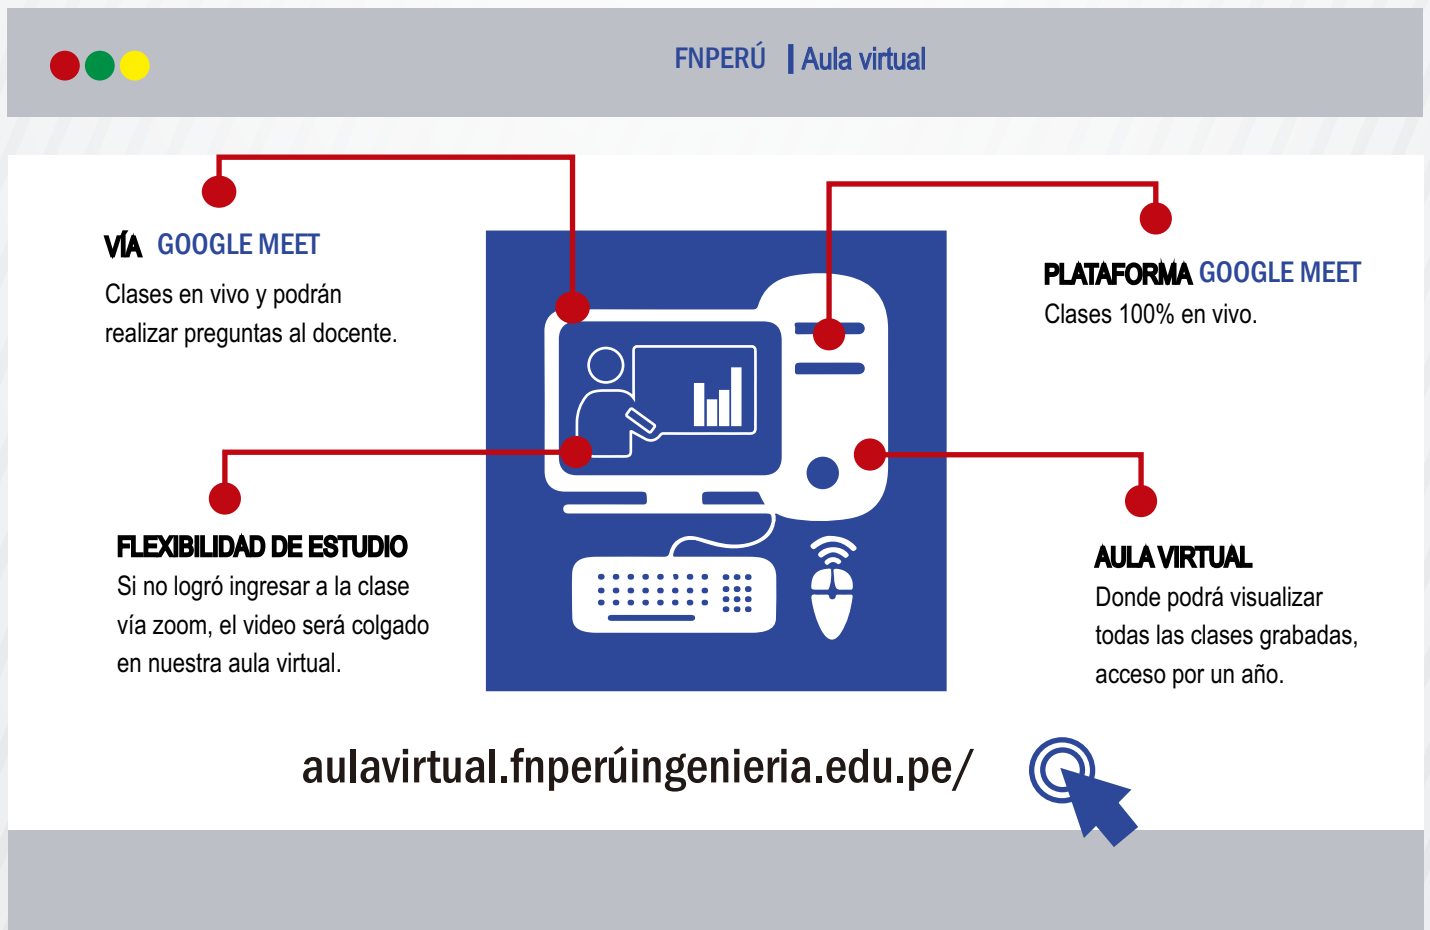 FNPERÚ | Aula virtual
VÍA GOOGLE MEET
Clases en vivo y podrán
realizar preguntas al docente.
PLATAFORMA GOOGLE MEET
Clases 100% en vivo.
FLEXIBILIDAD DE ESTUDIO
Si no logró ingresar a la clase
vía zoom, el video será colgado
en nuestra aula virtual.
AULA VIRTUAL
Donde podrá visualizar
todas las clases grabadas,
acceso por un año.
aulavirtual.fnperúingenieria.edu.pe/